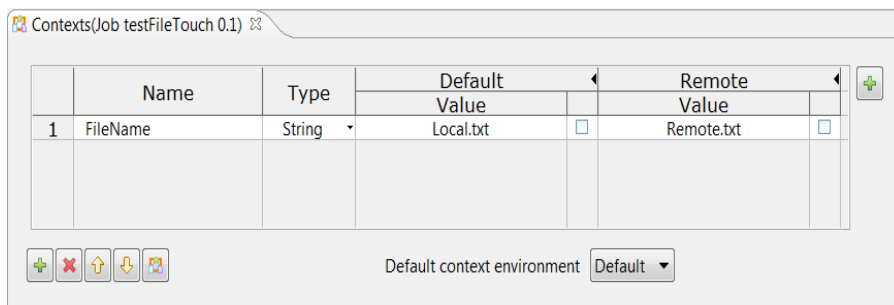 Contexts(Job testFileTouch 0.1)
Name Type Default Remote
Value Value
1 FileName String Local.txt Remote.txt
Default context environment Default